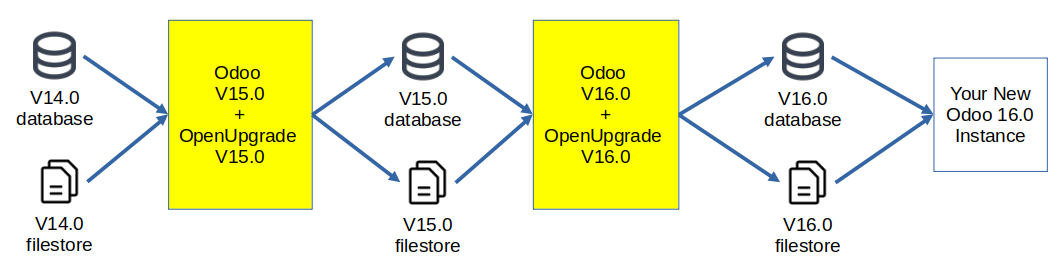 V14.0
database
V14.0
filestore
Odoo
V15.0
+
OpenUpgrade
V15.0
V15.0
database
V15.0
filestore
Odoo
V16.0
+
OpenUpgrade
V16.0
V16.0
database
V16.0
filestore
Your New
Odoo 16.0
Instance